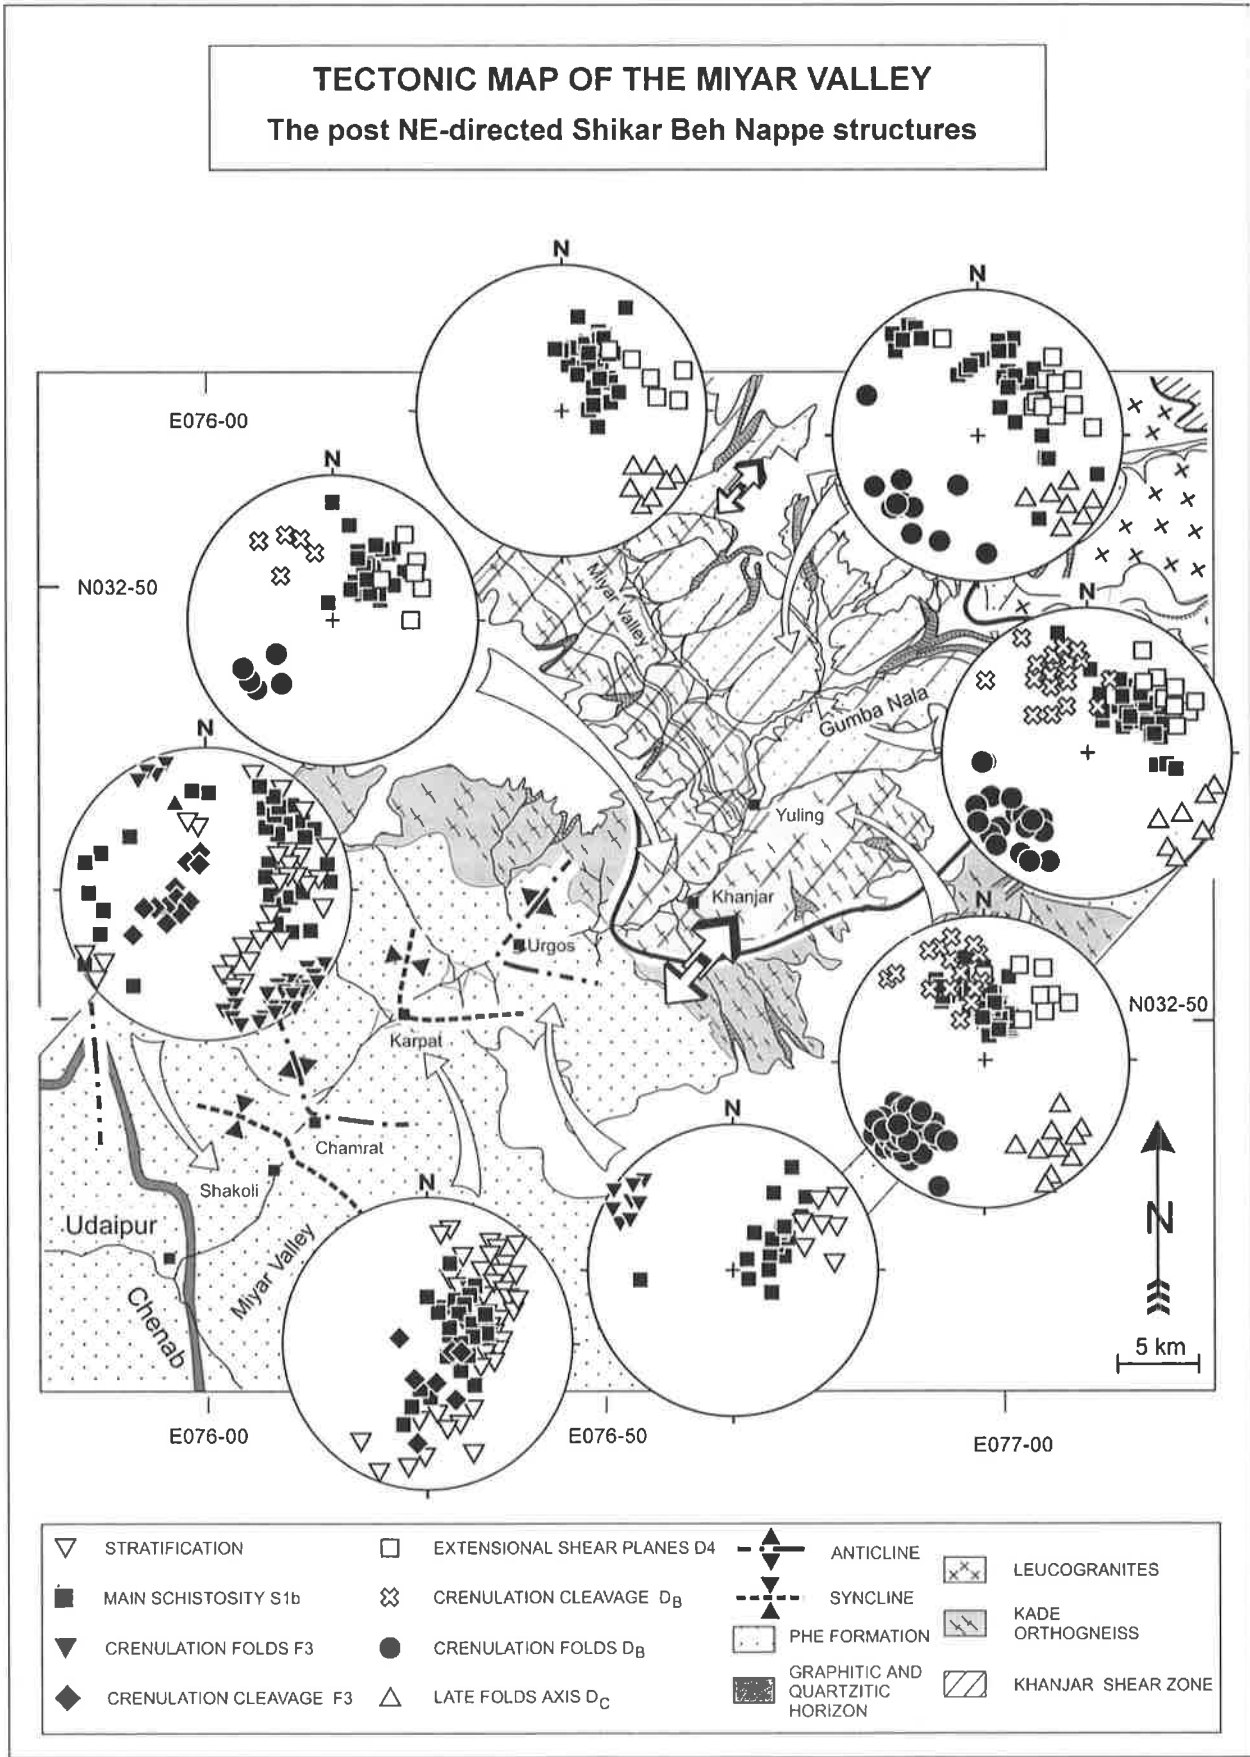 TECTONIC MAP OF THE MIYAR VALLEY
The post NE-directed Shikar Beh Nappe structures
N
N
E076-00
N
N032-50
Miyar Valley
N
Gumba Nala
N
Yuling
Khanjar
N
Urgos
N032-50
Karpat
N
Chamrat
Shakoli
N
N
Udaipur
Miyar Valley
Chenab
5 km
E076-00
E076-50
E077-00
STRATIFICATION
MAIN SCHISTOSITY S1b
CRENULATION FOLDS F3
CRENULATION CLEAVAGE F3
EXTENSIONAL SHEAR PLANES D4
CRENULATION CLEAVAGE DB
CRENULATION FOLDS DB
LATE FOLDS AXIS DC
ANTICLINE
SYNCLINE
PHE FORMATION
GRAPHITIC AND
QUARTZITIC
HORIZON
LEUCOGRANITES
KADE
ORTHOGNEISS
KHANJAR SHEAR ZONE